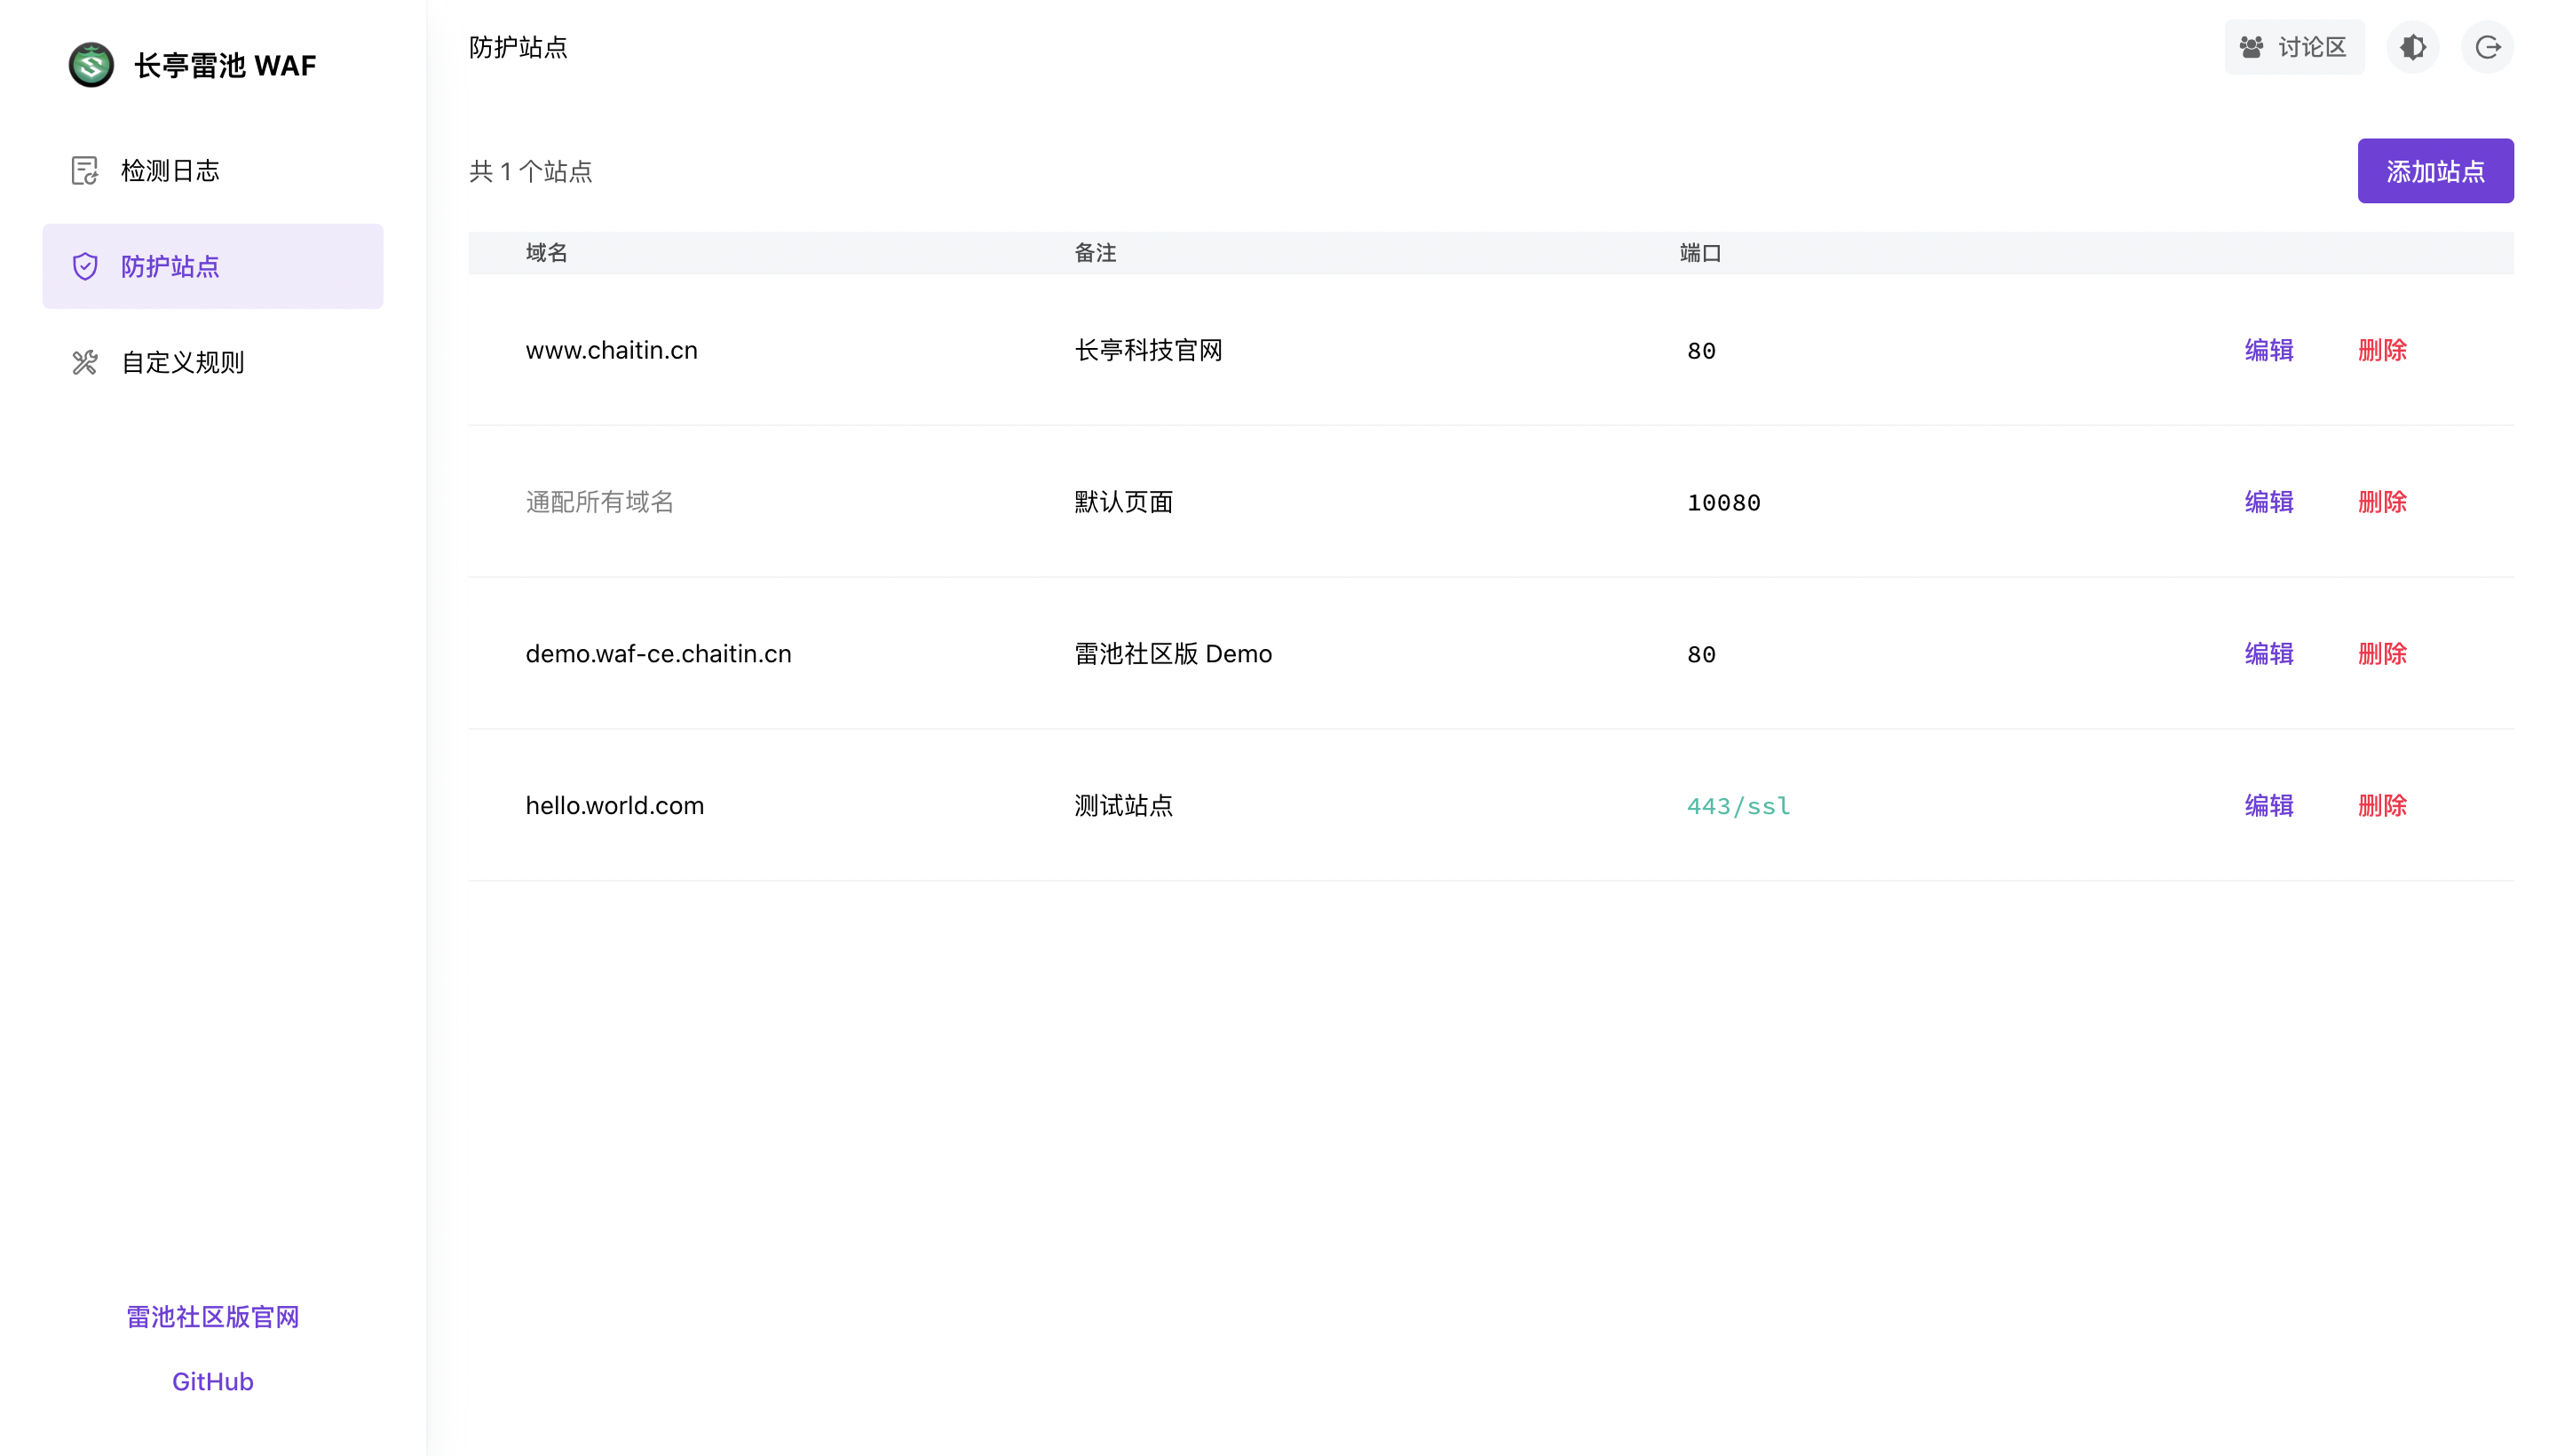 长亭雷池 WAF
检测日志
防护站点
自定义规则
雷池社区版官网
GitHub
防护站点
讨论区
共 1 个站点
添加站点
域名 备注 端口
www.chaitin.cn 长亭科技官网 80 编辑 删除
通配所有域名 默认页面 10080 编辑 删除
demo.waf-ce.chaitin.cn 雷池社区版 Demo 80 编辑 删除
hello.world.com 测试站点 443/ssl 编辑 删除